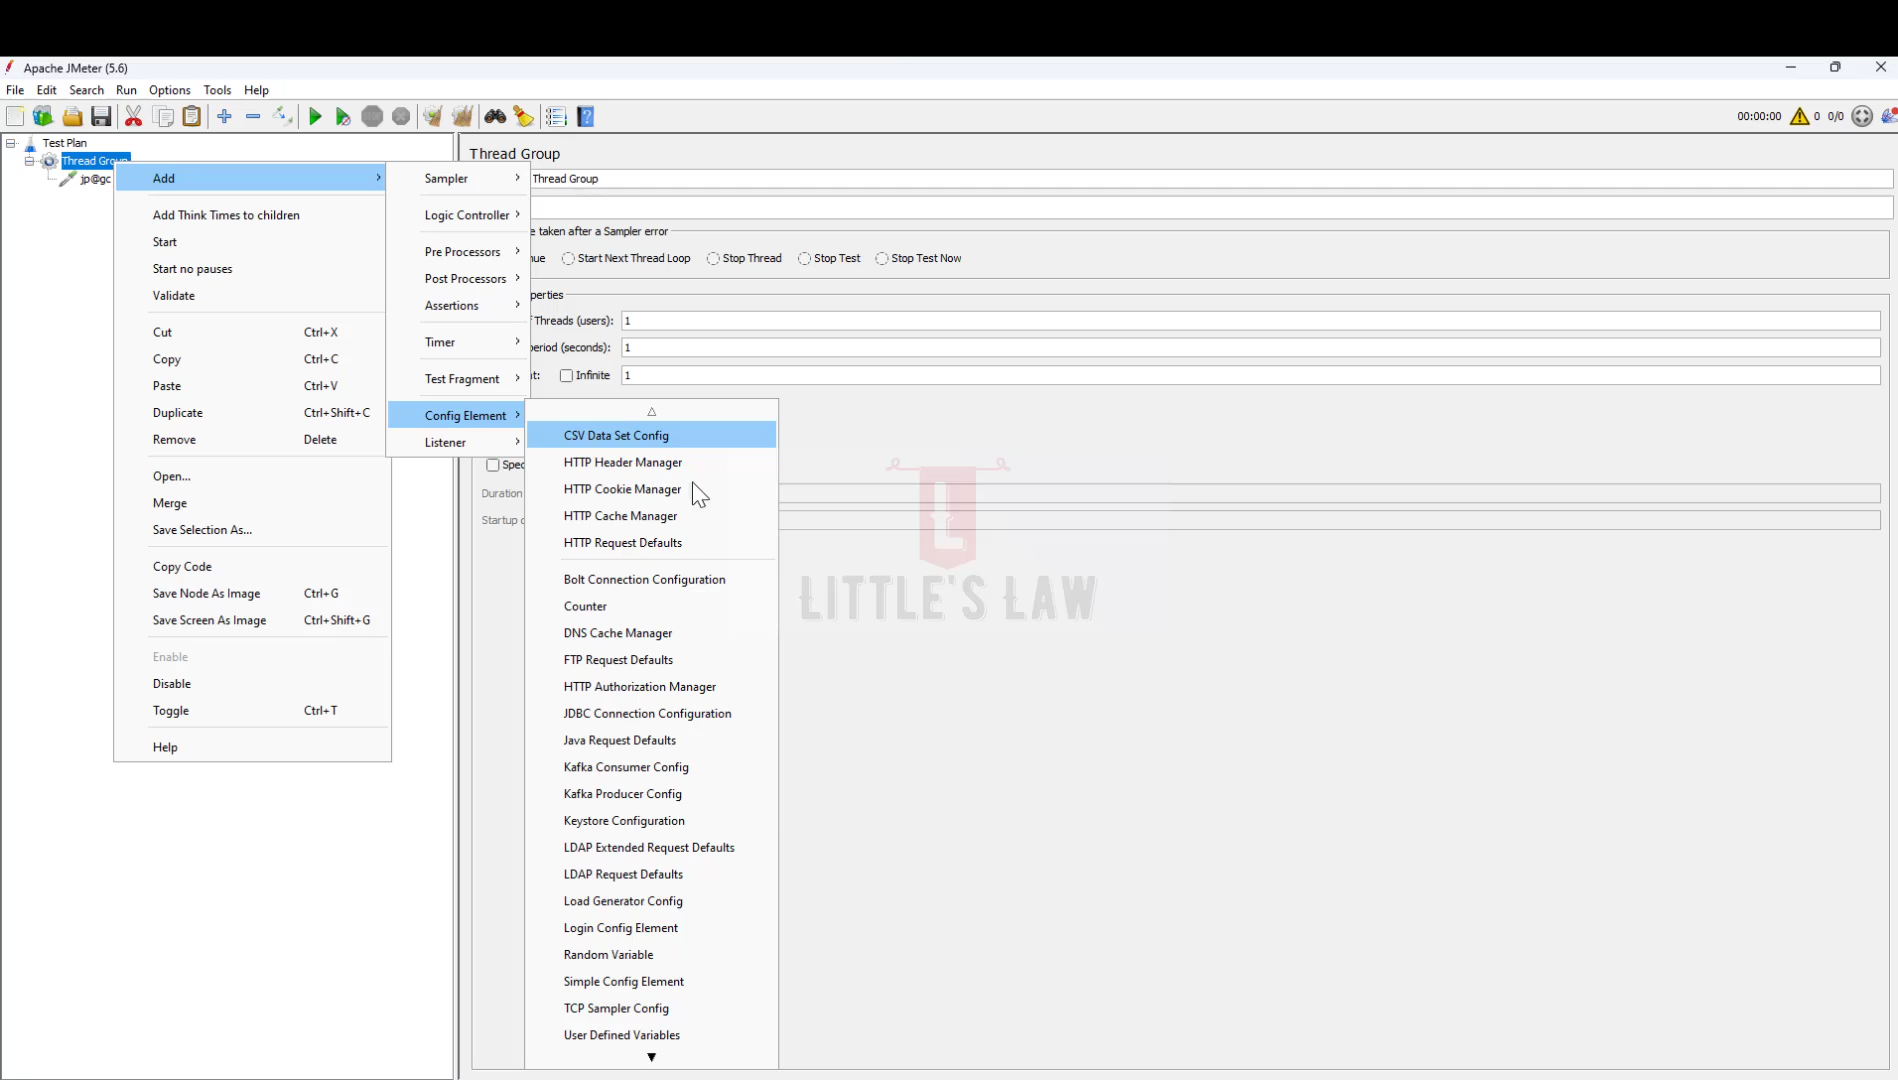 Apache JMeter (5.6)
File Edit Search Run Options Tools Help
00:00:00 0 0/0
Test Plan
Thread Group
jp@gc
Add
Add Think Times to children
Start
Start no pauses
Validate
Cut Ctrl+X
Copy Ctrl+C
Paste Ctrl+V
Duplicate Ctrl+Shift+C
Remove Delete
Open...
Merge
Save Selection As...
Copy Code
Save Node As Image Ctrl+G
Save Screen As Image Ctrl+Shift+G
Enable
Disable
Toggle Ctrl+T
Help
Sampler
Logic Controller
Pre Processors
Post Processors
Assertions
Timer
Test Fragment
Config Element
Listener
CSV Data Set Config
HTTP Header Manager
HTTP Cookie Manager
HTTP Cache Manager
HTTP Request Defaults
Bolt Connection Configuration
Counter
DNS Cache Manager
FTP Request Defaults
HTTP Authorization Manager
JDBC Connection Configuration
Java Request Defaults
Kafka Consumer Config
Kafka Producer Config
Keystore Configuration
LDAP Extended Request Defaults
LDAP Request Defaults
Load Generator Config
Login Config Element
Random Variable
Simple Config Element
TCP Sampler Config
User Defined Variables
Thread Group
Thread Group
e taken after a Sampler error
nue Start Next Thread Loop Stop Thread Stop Test Stop Test Now
perties
f Threads (users): 1
period (seconds): 1
nt: Infinite 1
Spec
Duration
Startup d
L
LITTLE'S LAW